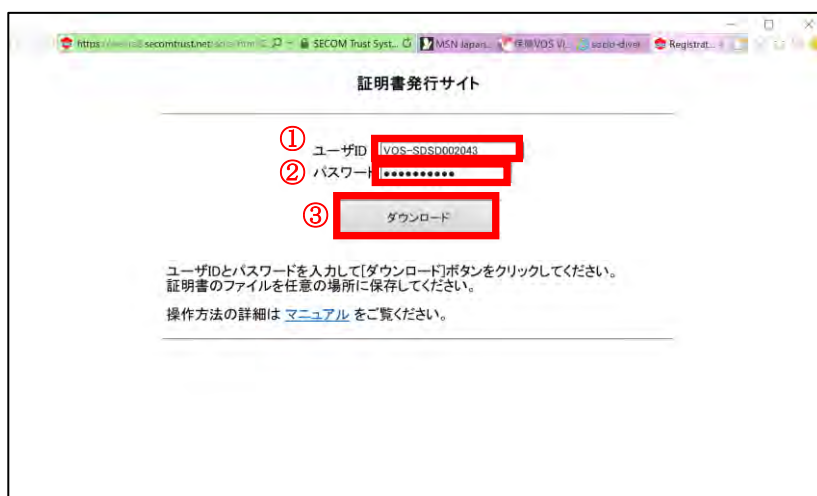 SECOM Trust Syst...
MSN Japan...
Registrat...
証明書発行サイト
① ユーザID VOS-SDSD002043
② パスワード ●●●●●●●●●●
③ ダウンロード
ユーザIDとパスワードを入力して[ダウンロード]ボタンをクリックしてください。
証明書のファイルを任意の場所に保存してください。
操作方法の詳細は マニュアル をご覧ください。